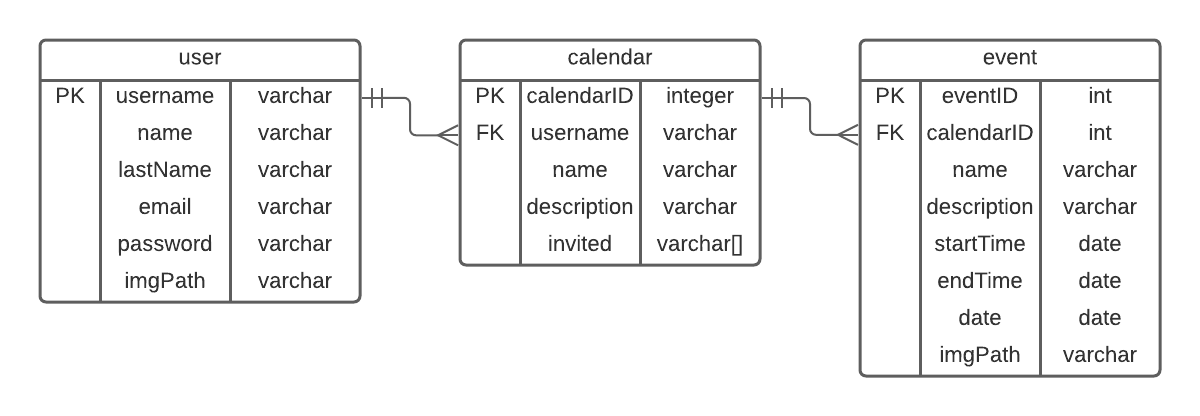 user
PK username varchar
name varchar
lastName varchar
email varchar
password varchar
imgPath varchar
calendar
PK calendarID integer
FK username varchar
name varchar
description varchar
invited varchar[]
event
PK eventID int
FK calendarID int
name varchar
description varchar
startTime date
endTime date
date date
imgPath varchar